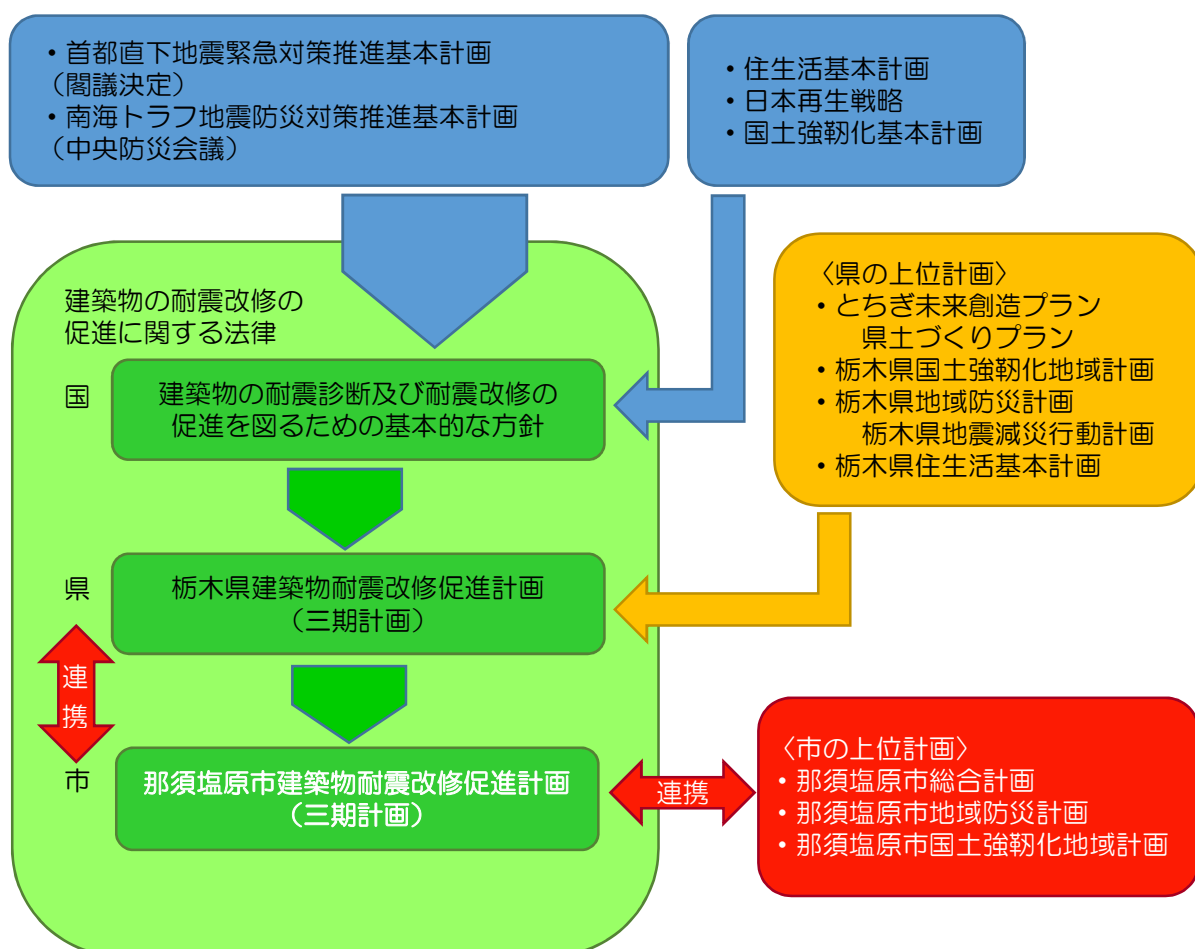 ・首都直下地震緊急対策推進基本計画
（閣議決定）
・南海トラフ地震防災対策推進基本計画
（中央防災会議）
・住生活基本計画
・日本再生戦略
・国土強靭化基本計画
建築物の耐震改修の
促進に関する法律
〈県の上位計画〉
・とちぎ未来創造プラン
県土づくりプラン
・栃木県国土強靭化地域計画
・栃木県地域防災計画
栃木県地震減災行動計画
・栃木県住生活基本計画
国
建築物の耐震診断及び耐震改修の
促進を図るための基本的な方針
県
栃木県建築物耐震改修促進計画
（三期計画）
連
携
市
那須塩原市建築物耐震改修促進計画
（三期計画）
連携
〈市の上位計画〉
・那須塩原市総合計画
・那須塩原市地域防災計画
・那須塩原市国土強靭化地域計画